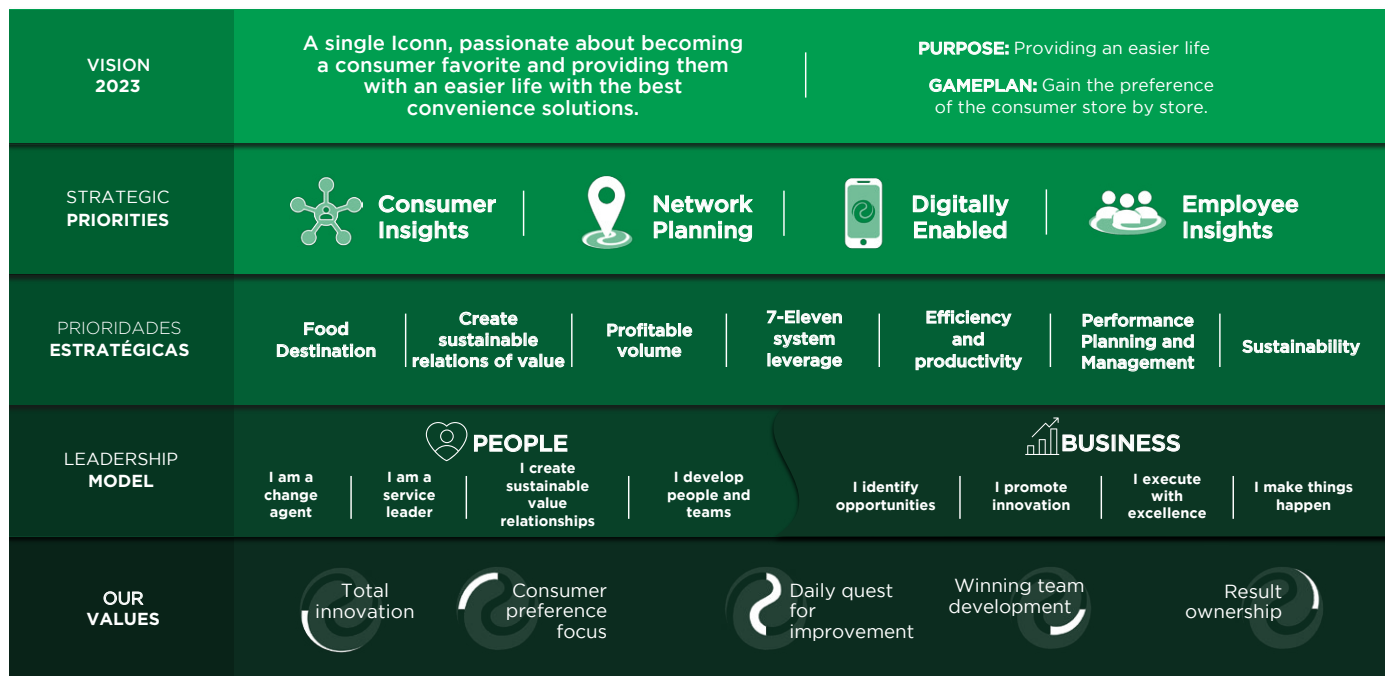 VISION
2023
A single Iconn, passionate about becoming
a consumer favorite and providing them
with an easier life with the best
convenience solutions.
PURPOSE: Providing an easier life
GAMEPLAN: Gain the preference
of the consumer store by store.
STRATEGIC
PRIORITIES
Consumer
Insights
Network
Planning
Digitally
Enabled
Employee
Insights
PRIORIDADES
ESTRATÉGICAS
Food
Destination
Create
sustainable
relations of value
Profitable
volume
7-Eleven
system
leverage
Efficiency
and
productivity
Performance
Planning and
Management
Sustainability
LEADERSHIP
MODEL
PEOPLE
I am a
change
agent
I am a
service
leader
I create
sustainable
value
relationships
I develop
people and
teams
BUSINESS
I identify
opportunities
I promote
innovation
I execute
with
excellence
I make things
happen
OUR
VALUES
Total
innovation
Consumer
preference
focus
Daily quest
for
improvement
Winning team
development
Result
ownership